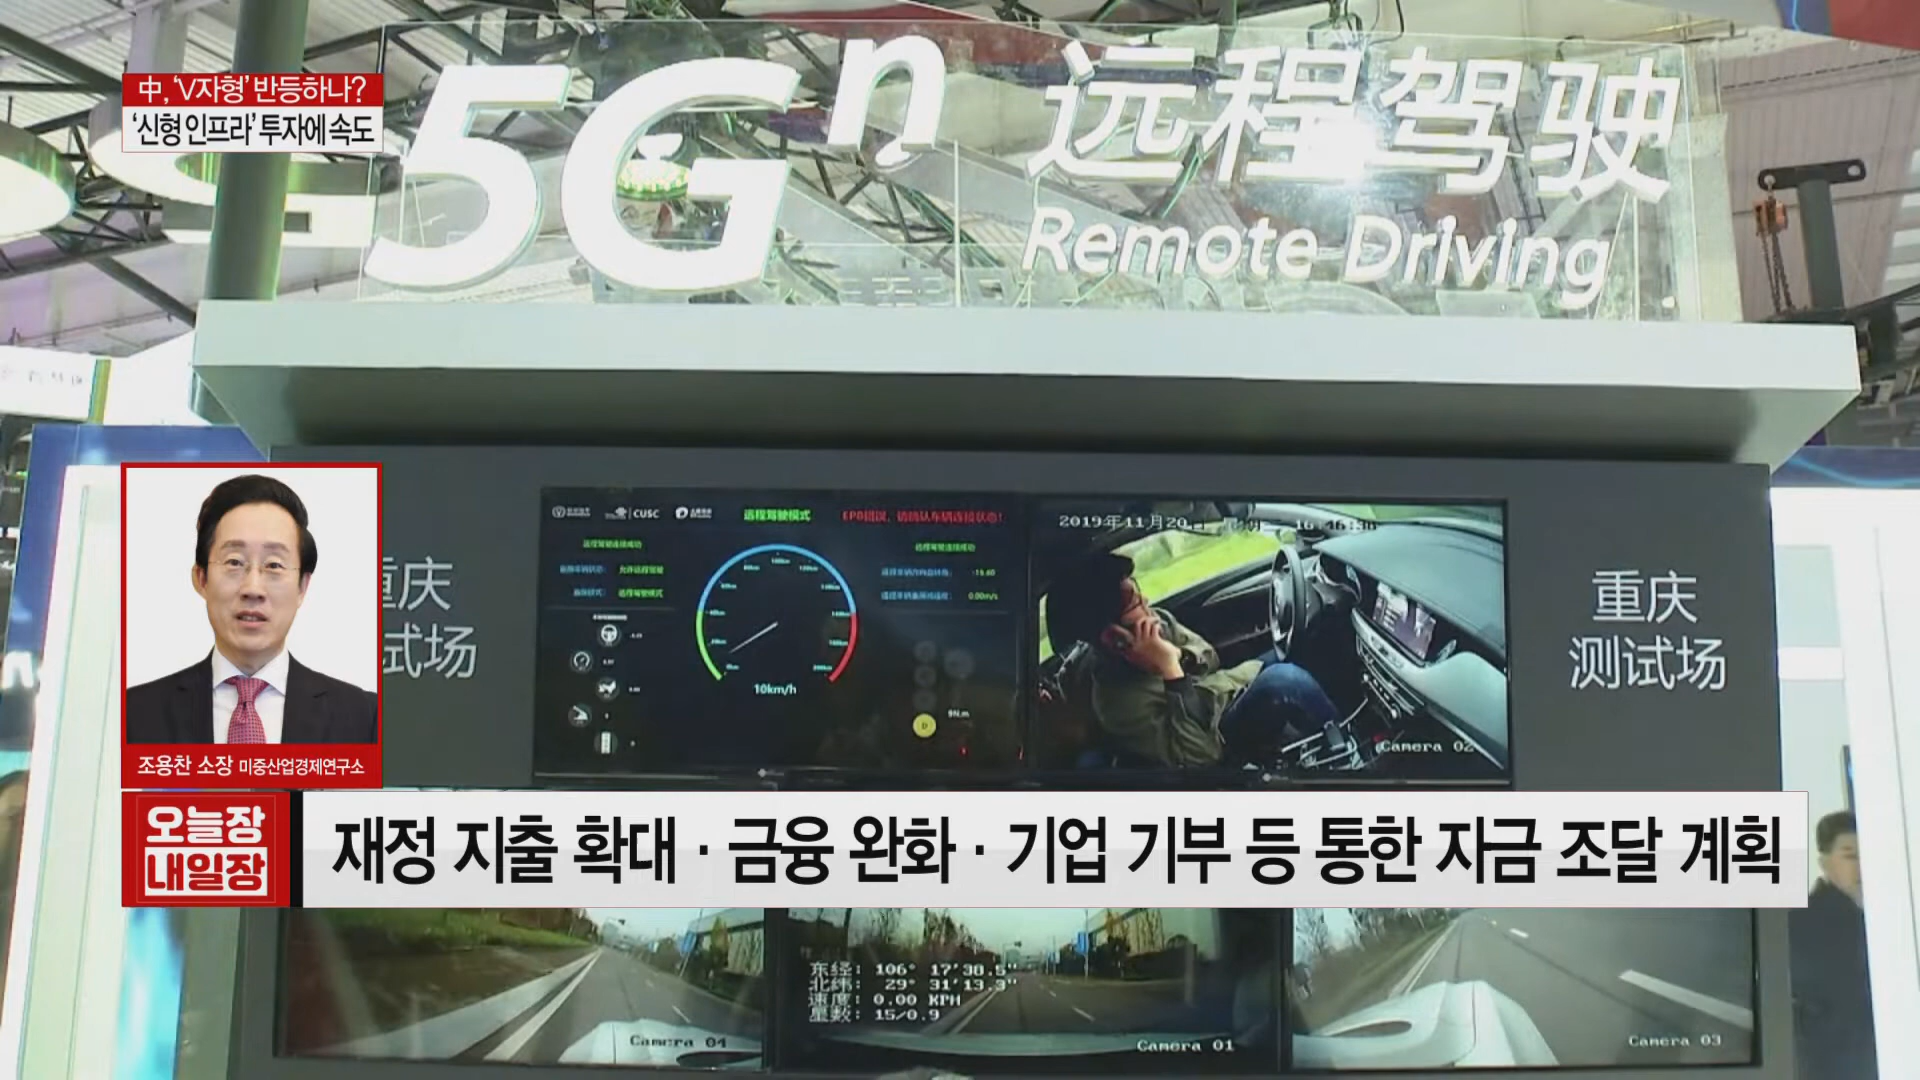 中, ‘V자형’ 반등하나?
‘신형 인프라’ 투자에 속도
5Gⁿ 远程驾驶
Remote Driving
CUSC
远程驾驶模式
2019年11月20日
16:46:36
10km/h
Camera 02
庆
试场
重庆
测试场
조용찬 소장 미중산업경제연구소
오늘장
내일장
재정 지출 확대 · 금융 완화 · 기업 기부 등 통한 자금 조달 계획
东经: 106° 17'38.5"
北纬: 29° 31'13.3"
速度: 0.00 KPH
星数: 15/0.9
Camera 04
Camera 01
Camera 03